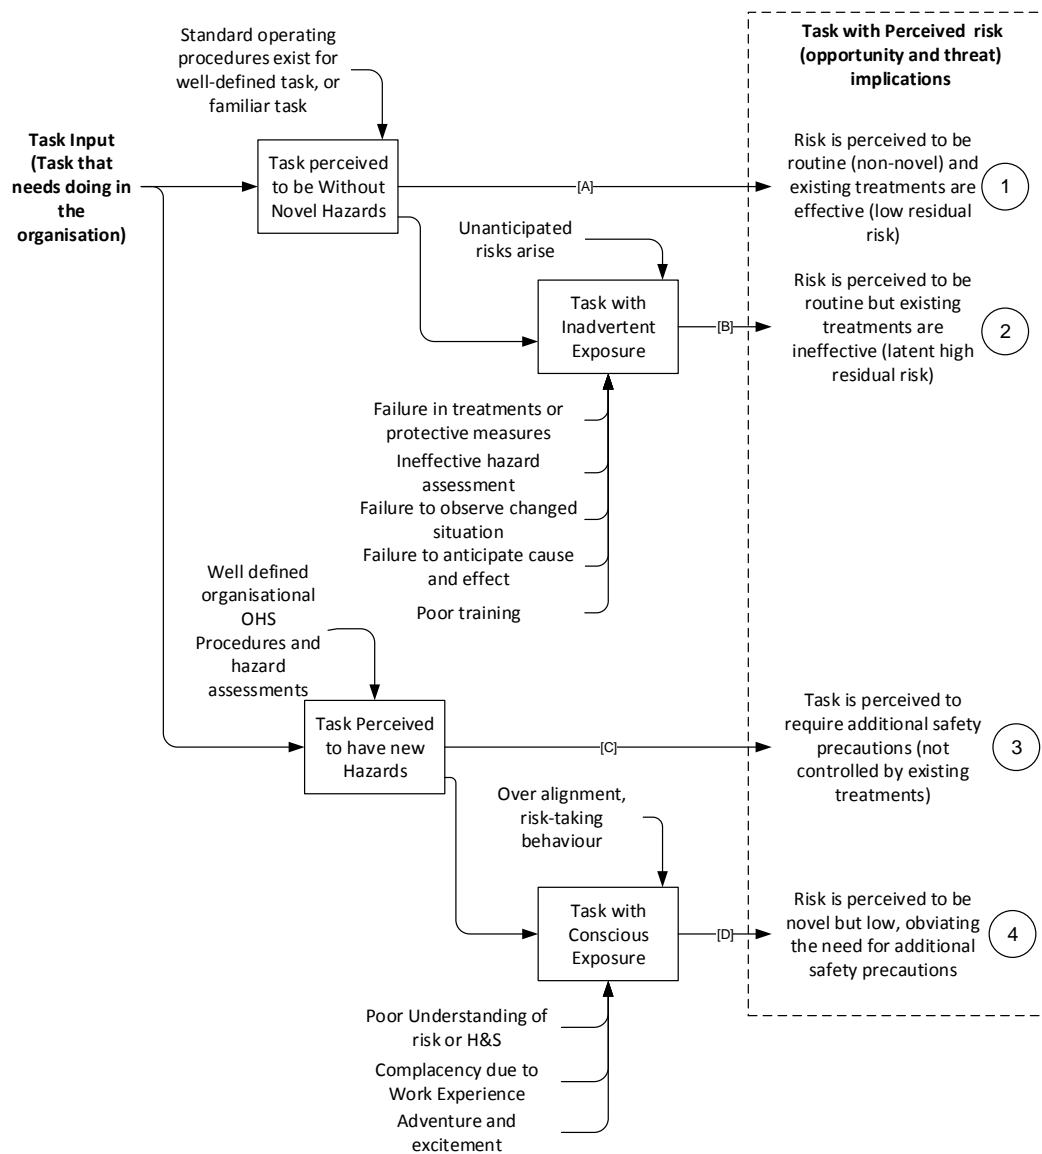 Standard operating
procedures exist for
well-defined task, or
familiar task
Task with Perceived risk
(opportunity and threat)
implications
Task Input
(Task that
needs doing in
the
organisation)
Task perceived
to be Without
Novel Hazards
[A]
Risk is perceived to be
routine (non-novel) and
existing treatments are
effective (low residual
risk)
1
Unanticipated
risks arise
Task with
Inadvertent
Exposure
[B]
Risk is perceived to be
routine but existing
treatments are
ineffective (latent high
residual risk)
2
Failure in treatments or
protective measures
Ineffective hazard
assessment
Failure to observe changed
situation
Failure to anticipate cause
and effect
Poor training
Well defined
organisational
OHS
Procedures and
hazard
assessments
Task Perceived
to have new
Hazards
[C]
Task is perceived to
require additional safety
precautions (not
controlled by existing
treatments)
3
Over alignment,
risk-taking
behaviour
Task with
Conscious
Exposure
[D]
Risk is perceived to be
novel but low, obviating
the need for additional
safety precautions
4
Poor Understanding of
risk or H&S
Complacency due to
Work Experience
Adventure and
excitement